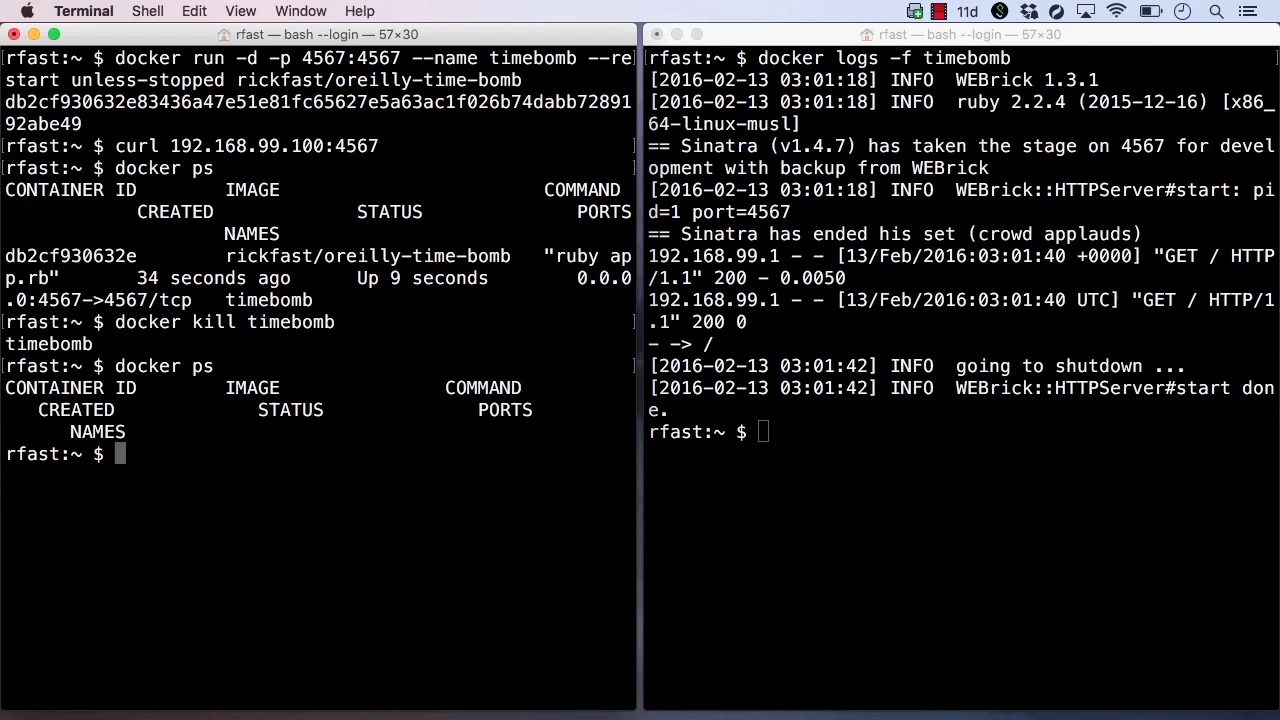 Terminal Shell Edit View Window Help 11d
rfast — bash --login — 57×30
rfast:~ $ docker run -d -p 4567:4567 --name timebomb --re
start unless-stopped rickfast/oreilly-time-bomb
db2cf930632e83436a47e51e81fc65627e5a63ac1f026b74dabb72891
92abe49
rfast:~ $ curl 192.168.99.100:4567
rfast:~ $ docker ps
CONTAINER ID        IMAGE                        COMMAND
            CREATED             STATUS              PORTS
                    NAMES
db2cf930632e        rickfast/oreilly-time-bomb   "ruby ap
p.rb"       34 seconds ago      Up 9 seconds        0.0.0
.0:4567->4567/tcp   timebomb
rfast:~ $ docker kill timebomb
timebomb
rfast:~ $ docker ps
CONTAINER ID        IMAGE               COMMAND
   CREATED             STATUS              PORTS
      NAMES
rfast:~ $
rfast — bash --login — 57×30
rfast:~ $ docker logs -f timebomb
[2016-02-13 03:01:18] INFO  WEBrick 1.3.1
[2016-02-13 03:01:18] INFO  ruby 2.2.4 (2015-12-16) [x86_
64-linux-musl]
== Sinatra (v1.4.7) has taken the stage on 4567 for devel
opment with backup from WEBrick
[2016-02-13 03:01:18] INFO  WEBrick::HTTPServer#start: pi
d=1 port=4567
== Sinatra has ended his set (crowd applauds)
192.168.99.1 - - [13/Feb/2016:03:01:40 +0000] "GET / HTTP
/1.1" 200 - 0.0050
192.168.99.1 - - [13/Feb/2016:03:01:40 UTC] "GET / HTTP/1
.1" 200 0
- -> /
[2016-02-13 03:01:42] INFO  going to shutdown ...
[2016-02-13 03:01:42] INFO  WEBrick::HTTPServer#start don
e.
rfast:~ $